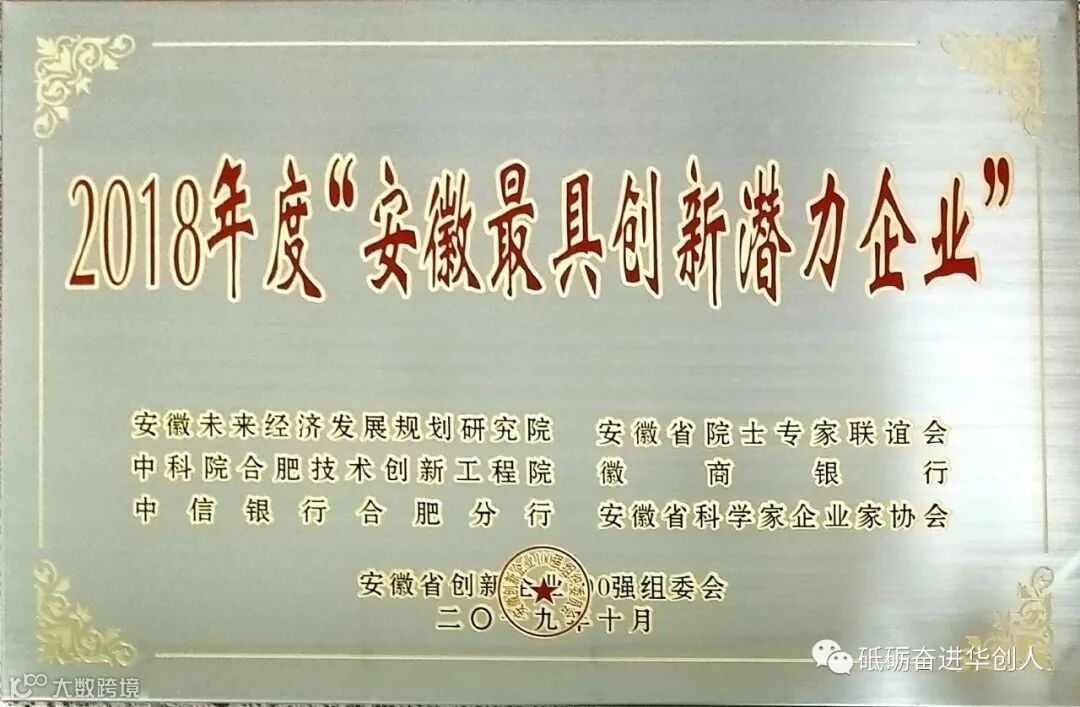 2018年度“安徽最具创新潜力企业”
安徽未来经济发展规划研究院 安徽省院士专家联谊会
中科院合肥技术创新工程院 徽商银行
中信银行合肥分行 安徽省科学家企业家协会
安徽省创新企业100强组委会
二〇一九年十月
砥砺奋进华创人
大数跨境